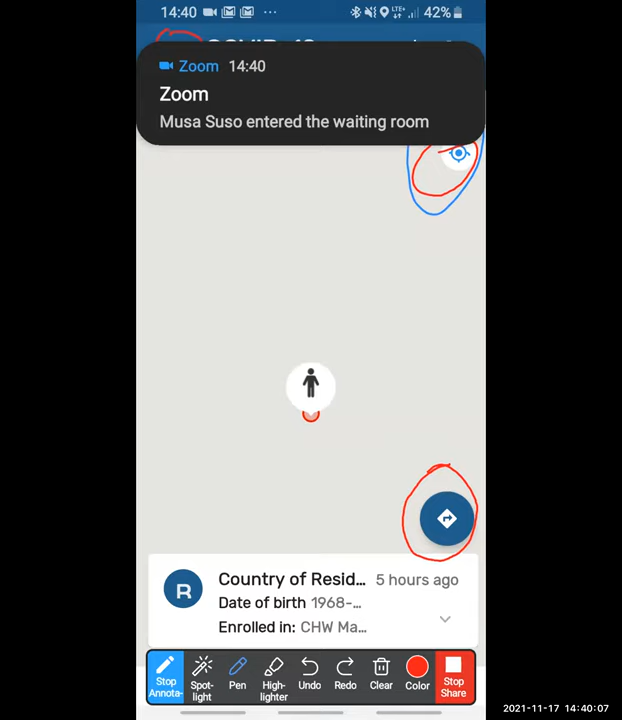 14:40 LTE+ 42%
Zoom 14:40
Zoom
Musa Suso entered the waiting room
R
Country of Resid... 5 hours ago
Date of birth 1968-...
Enrolled in: CHW Ma...
Stop Annota- Spot-light Pen High-lighter Undo Redo Clear Color Stop Share
2021-11-17 14:40:07